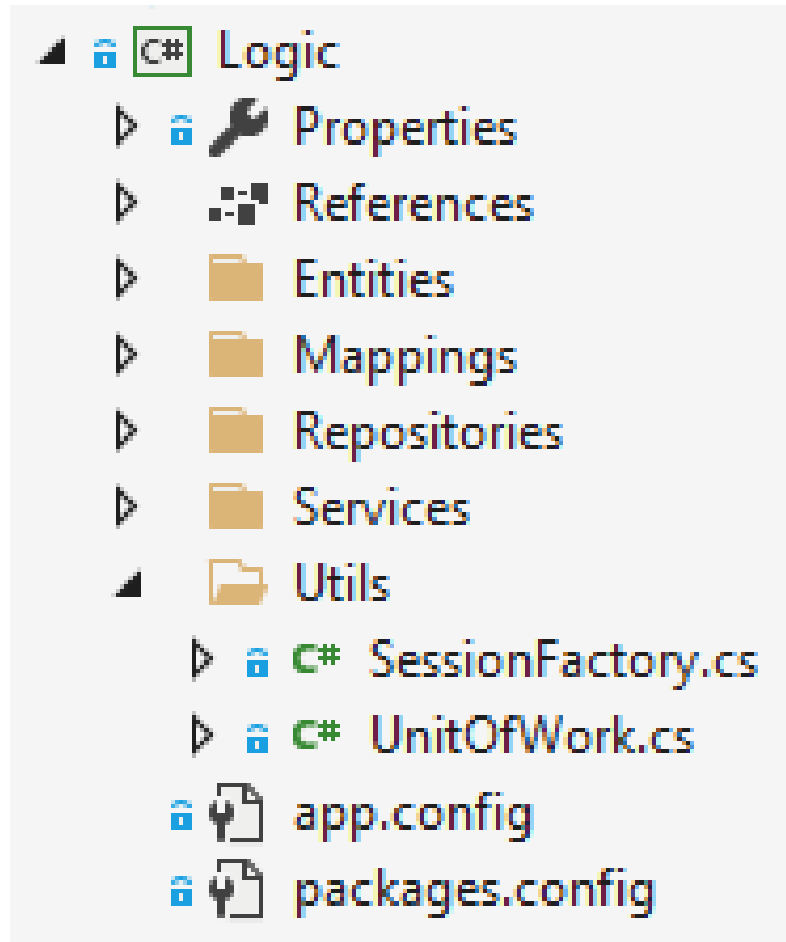 C# Logic
Properties
References
Entities
Mappings
Repositories
Services
Utils
C# SessionFactory.cs
C# UnitOfWork.cs
app.config
packages.config